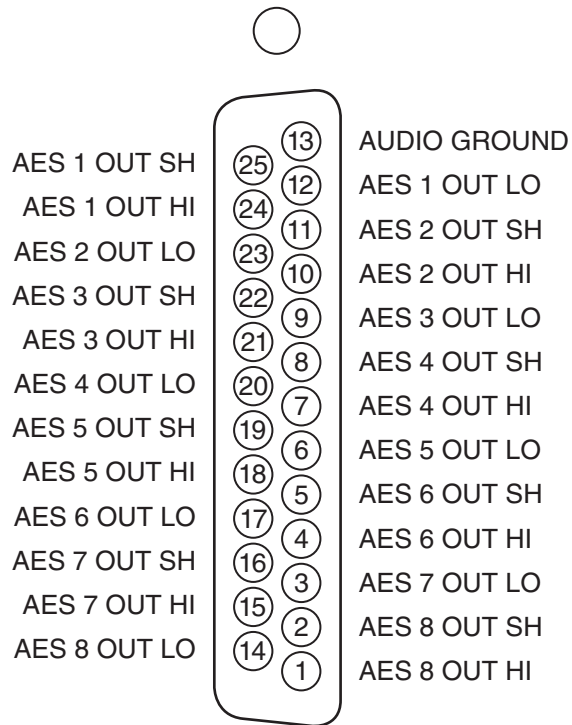 13 AUDIO GROUND
AES 1 OUT SH 25
12 AES 1 OUT LO
AES 1 OUT HI 24
11 AES 2 OUT SH
AES 2 OUT LO 23
10 AES 2 OUT HI
AES 3 OUT SH 22
9 AES 3 OUT LO
AES 3 OUT HI 21
8 AES 4 OUT SH
AES 4 OUT LO 20
7 AES 4 OUT HI
AES 5 OUT SH 19
6 AES 5 OUT LO
AES 5 OUT HI 18
5 AES 6 OUT SH
AES 6 OUT LO 17
4 AES 6 OUT HI
AES 7 OUT SH 16
3 AES 7 OUT LO
AES 7 OUT HI 15
2 AES 8 OUT SH
AES 8 OUT LO 14
1 AES 8 OUT HI